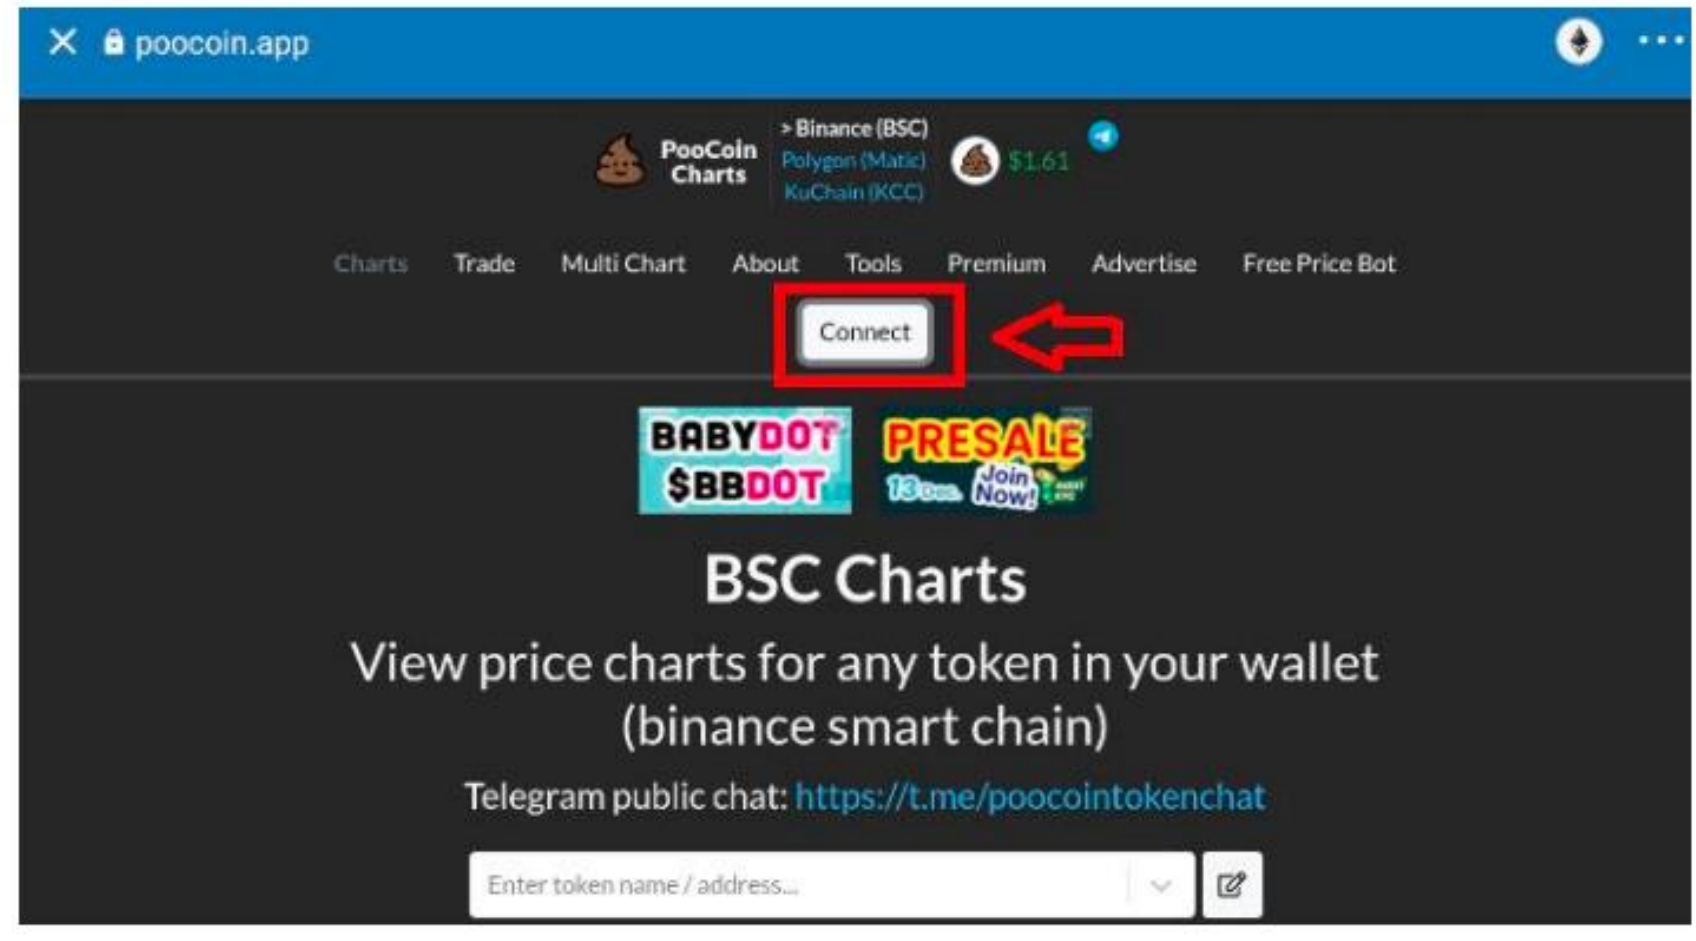 poocoin.app
PooCoin
Charts
> Binance (BSC)
Polygon (Matic)
KuChain (KCC)
$1.61
Charts Trade Multi Chart About Tools Premium Advertise Free Price Bot
Connect
BABYDOT
$BBDOT
PRESALE
13 Dec. Join
Now!
BSC Charts
View price charts for any token in your wallet
(binance smart chain)
Telegram public chat: https://t.me/poocointokenchat
Enter token name / address...